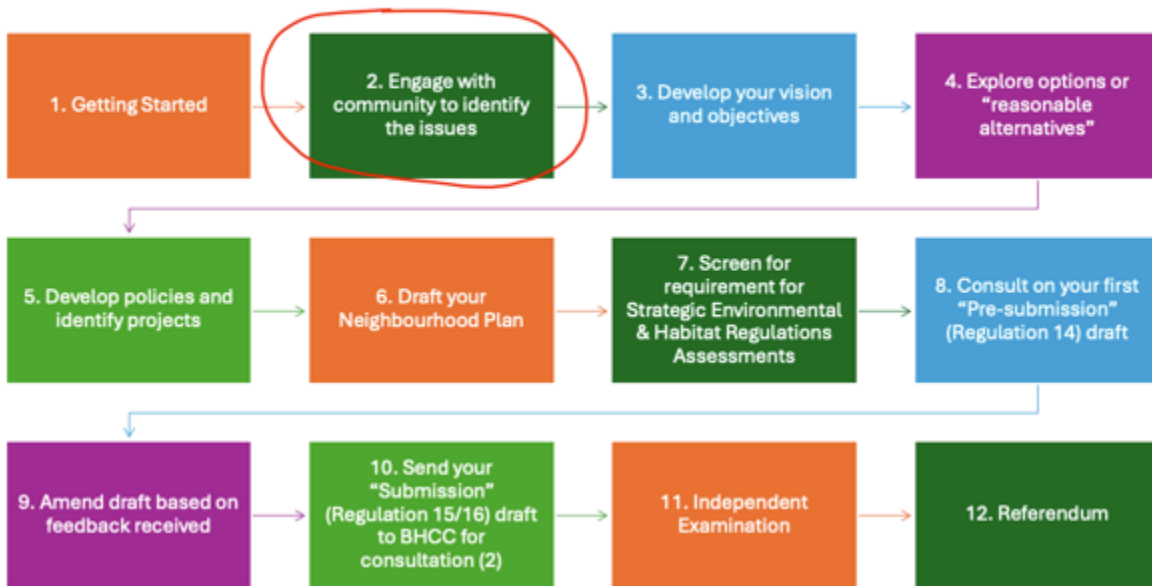 1. Getting Started
2. Engage with
community to identify
the issues
3. Develop your vision
and objectives
4. Explore options or
“reasonable
alternatives”
5. Develop policies and
identify projects
6. Draft your
Neighbourhood Plan
7. Screen for
requirement for
Strategic Environmental
& Habitat Regulations
Assessments
8. Consult on your first
“Pre-submission”
(Regulation 14) draft
9. Amend draft based on
feedback received
10. Send your
“Submission”
(Regulation 15/16) draft
to BHCC for
consultation (2)
11. Independent
Examination
12. Referendum